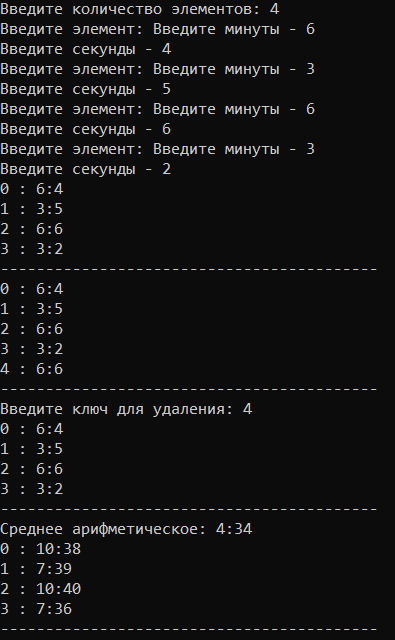 Введите количество элементов: 4
Введите элемент: Введите минуты - 6
Введите секунды - 4
Введите элемент: Введите минуты - 3
Введите секунды - 5
Введите элемент: Введите минуты - 6
Введите секунды - 6
Введите элемент: Введите минуты - 3
Введите секунды - 2
0 : 6:4
1 : 3:5
2 : 6:6
3 : 3:2
------------------------------------------
0 : 6:4
1 : 3:5
2 : 6:6
3 : 3:2
4 : 6:6
------------------------------------------
Введите ключ для удаления: 4
0 : 6:4
1 : 3:5
2 : 6:6
3 : 3:2
------------------------------------------
Среднее арифметическое: 4:34
0 : 10:38
1 : 7:39
2 : 10:40
3 : 7:36
------------------------------------------